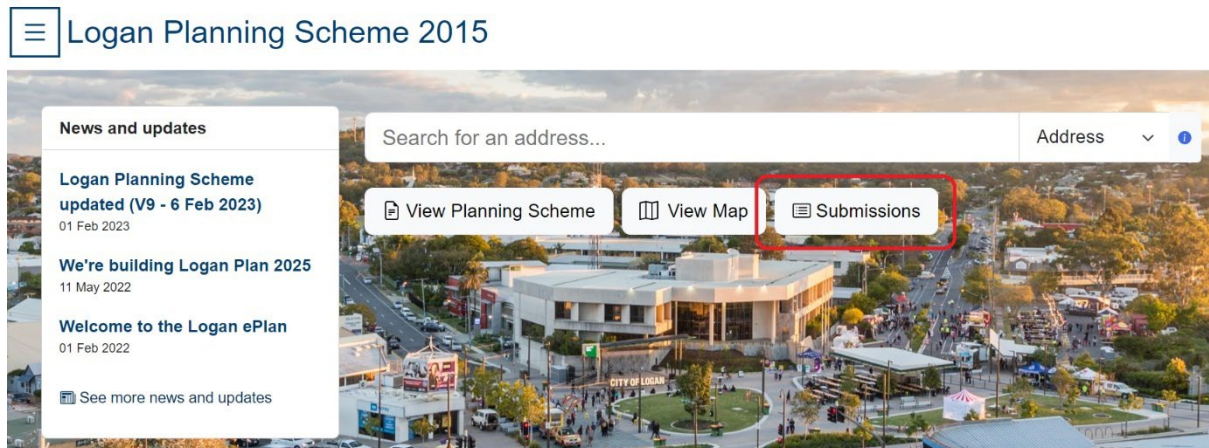 Logan Planning Scheme 2015
News and updates
Logan Planning Scheme
updated (V9 - 6 Feb 2023)
01 Feb 2023
We're building Logan Plan 2025
11 May 2022
Welcome to the Logan ePlan
01 Feb 2022
See more news and updates
Search for an address...
Address
View Planning Scheme
View Map
Submissions
CITY OF LOGAN